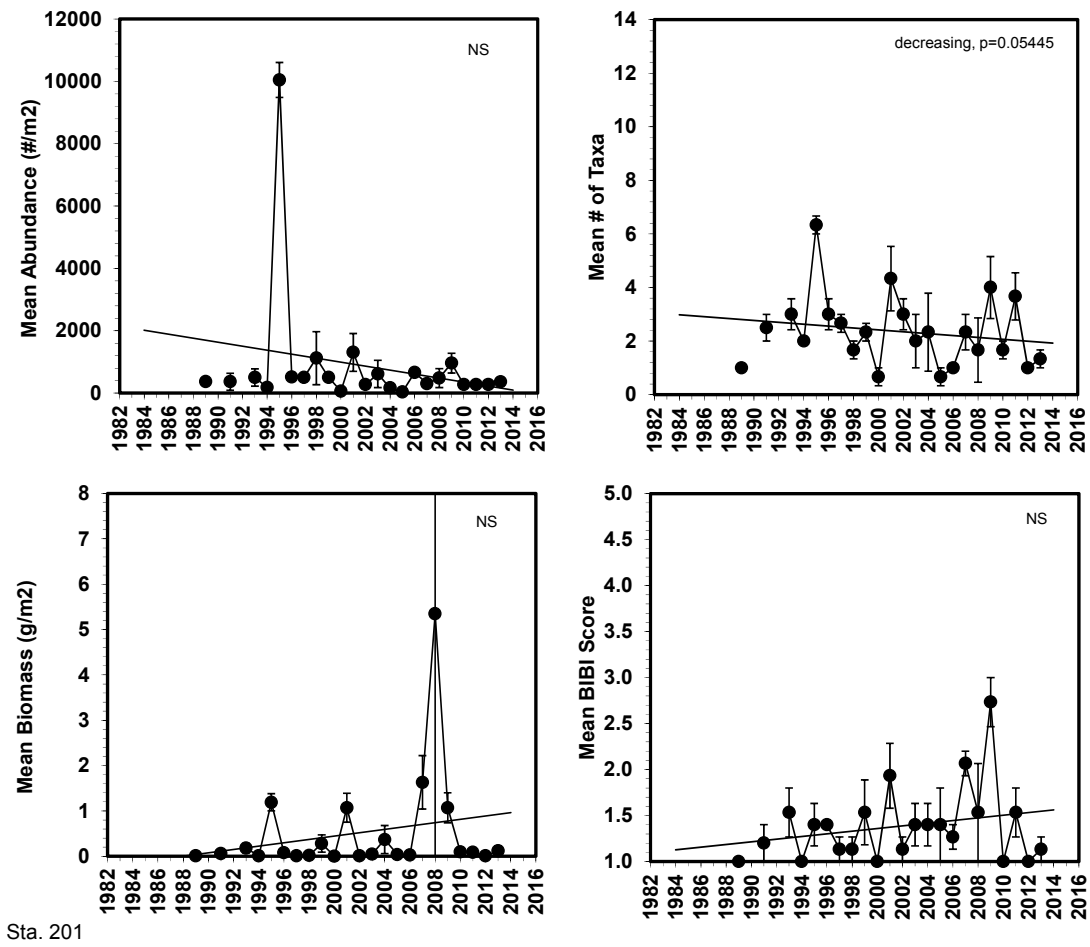 12000
10000
8000
6000
4000
2000
0
Mean Abundance (#/m2)
NS
1982 1984 1986 1988 1990 1992 1994 1996 1998 2000 2002 2004 2006 2008 2010 2012 2014 2016
14
12
10
8
6
4
2
0
Mean # of Taxa
decreasing, p=0.05445
1982 1984 1986 1988 1990 1992 1994 1996 1998 2000 2002 2004 2006 2008 2010 2012 2014 2016
8
7
6
5
4
3
2
1
0
Mean Biomass (g/m2)
NS
1982 1984 1986 1988 1990 1992 1994 1996 1998 2000 2002 2004 2006 2008 2010 2012 2014 2016
5.0
4.5
4.0
3.5
3.0
2.5
2.0
1.5
1.0
Mean BIBI Score
NS
1982 1984 1986 1988 1990 1992 1994 1996 1998 2000 2002 2004 2006 2008 2010 2012 2014 2016
Sta. 201